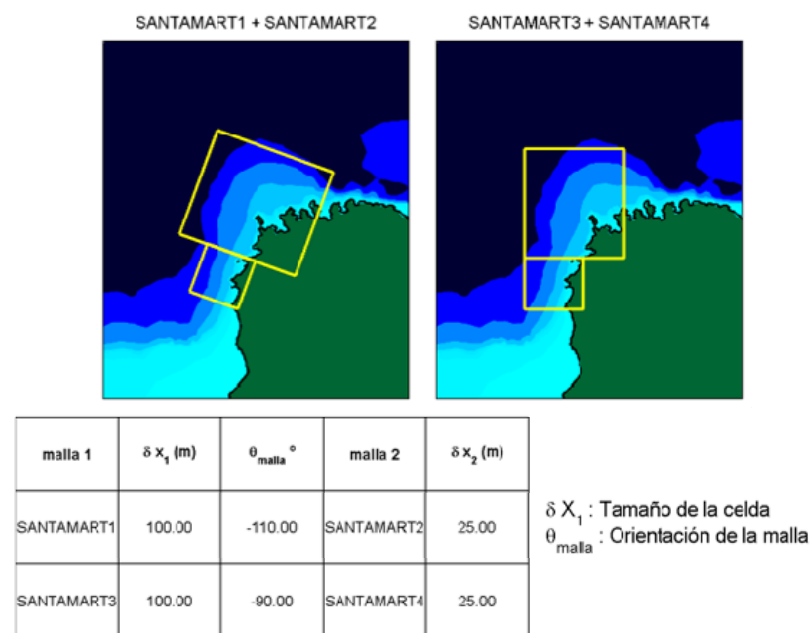 SANTAMART1 + SANTAMART2
SANTAMART3 + SANTAMART4
malla 1 δ x₁ (m) θmalla ° malla 2 δ x₂ (m)
SANTAMART1 100.00 -110.00 SANTAMART2 25.00
SANTAMART3 100.00 -90.00 SANTAMART4 25.00
δ X₁ : Tamaño de la celda
θmalla : Orientación de la malla